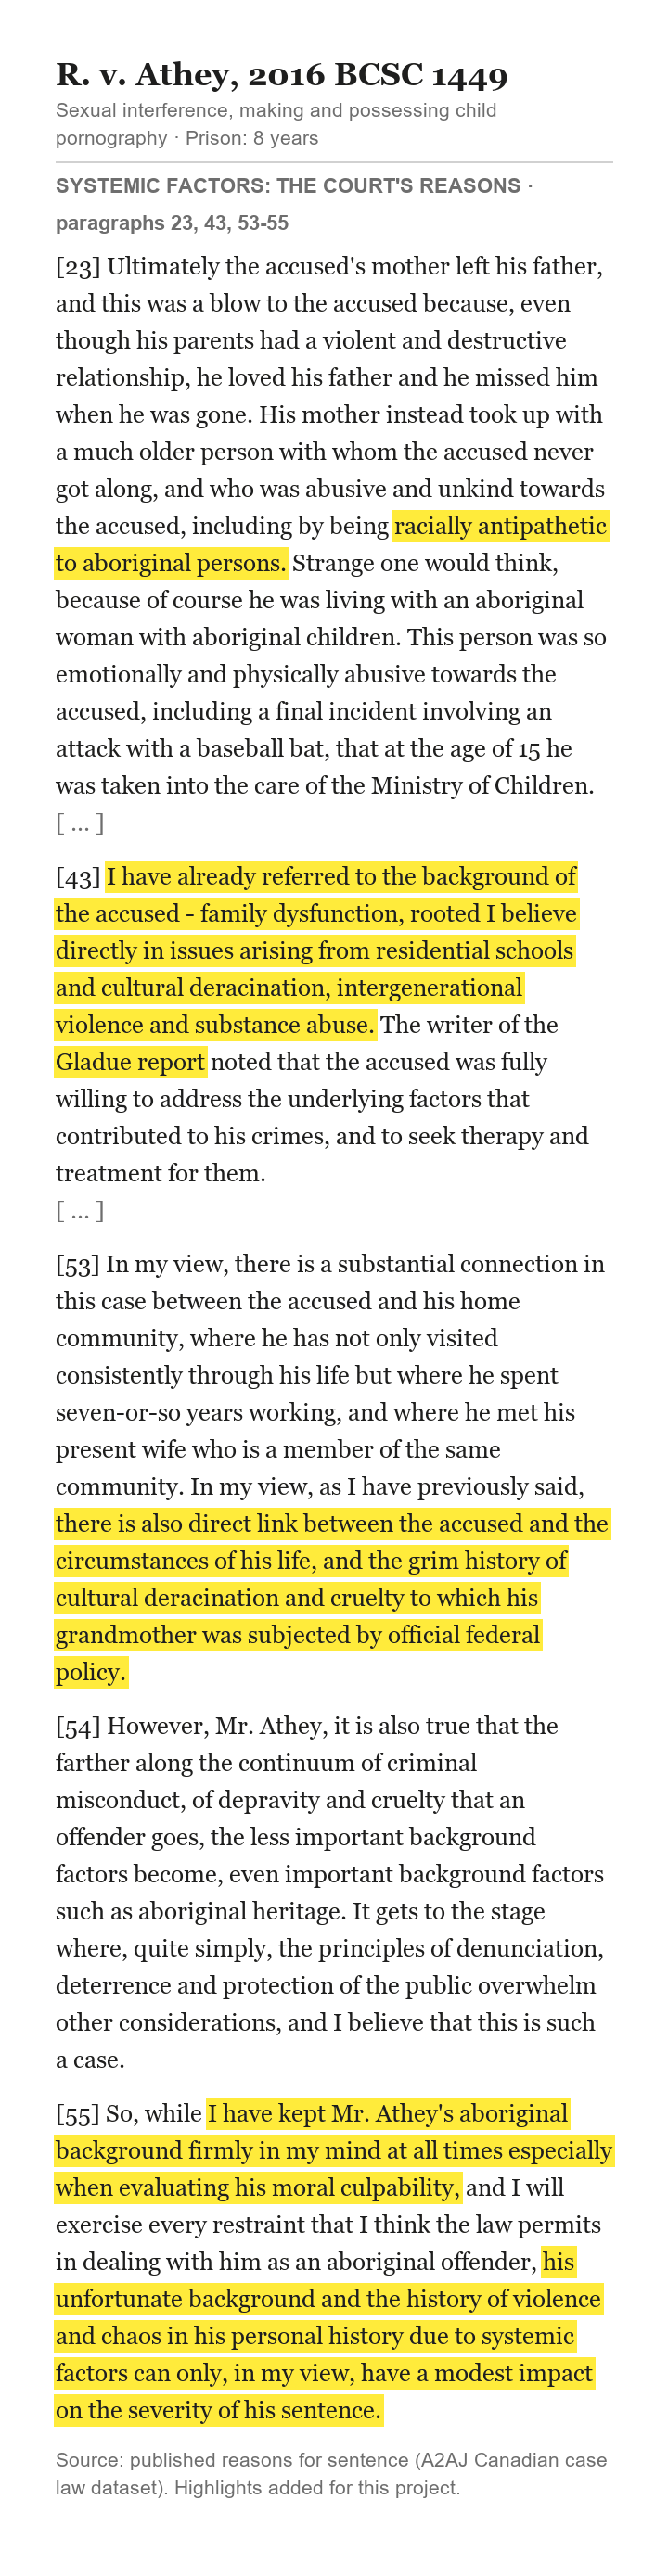 R. v. Athey, 2016 BCSC 1449
Sexual interference, making and possessing child
pornography · Prison: 8 years
SYSTEMIC FACTORS: THE COURT'S REASONS ·
paragraphs 23, 43, 53-55
[23] Ultimately the accused's mother left his father,
and this was a blow to the accused because, even
though his parents had a violent and destructive
relationship, he loved his father and he missed him
when he was gone. His mother instead took up with
a much older person with whom the accused never
got along, and who was abusive and unkind towards
the accused, including by being racially antipathetic
to aboriginal persons. Strange one would think,
because of course he was living with an aboriginal
woman with aboriginal children. This person was so
emotionally and physically abusive towards the
accused, including a final incident involving an
attack with a baseball bat, that at the age of 15 he
was taken into the care of the Ministry of Children.
[ ... ]
[43] I have already referred to the background of
the accused - family dysfunction, rooted I believe
directly in issues arising from residential schools
and cultural deracination, intergenerational
violence and substance abuse. The writer of the
Gladue report noted that the accused was fully
willing to address the underlying factors that
contributed to his crimes, and to seek therapy and
treatment for them.
[ ... ]
[53] In my view, there is a substantial connection in
this case between the accused and his home
community, where he has not only visited
consistently through his life but where he spent
seven-or-so years working, and where he met his
present wife who is a member of the same
community. In my view, as I have previously said,
there is also direct link between the accused and the
circumstances of his life, and the grim history of
cultural deracination and cruelty to which his
grandmother was subjected by official federal
policy.
[54] However, Mr. Athey, it is also true that the
farther along the continuum of criminal
misconduct, of depravity and cruelty that an
offender goes, the less important background
factors become, even important background factors
such as aboriginal heritage. It gets to the stage
where, quite simply, the principles of denunciation,
deterrence and protection of the public overwhelm
other considerations, and I believe that this is such
a case.
[55] So, while I have kept Mr. Athey's aboriginal
background firmly in my mind at all times especially
when evaluating his moral culpability, and I will
exercise every restraint that I think the law permits
in dealing with him as an aboriginal offender, his
unfortunate background and the history of violence
and chaos in his personal history due to systemic
factors can only, in my view, have a modest impact
on the severity of his sentence.
Source: published reasons for sentence (A2AJ Canadian case
law dataset). Highlights added for this project.